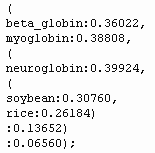 (
beta_globin:0.36022,
myoglobin:0.38808,
(
neuroglobin:0.39924,
(
soybean:0.30760,
rice:0.26184)
:0.13652)
:0.06560);